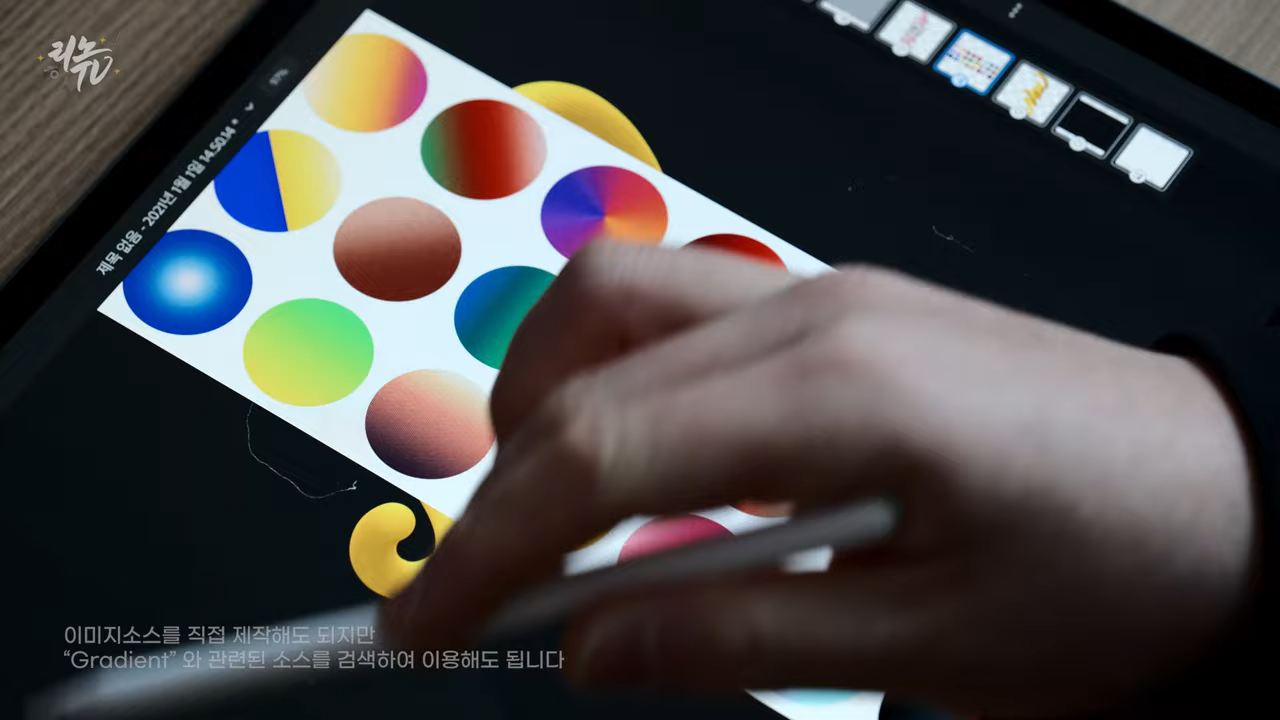 리뉴
제목 없음 - 2021년 1월 1일 14.50.14
이미지소스를 직접 제작해도 되지만
“Gradient” 와 관련된 소스를 검색하여 이용해도 됩니다